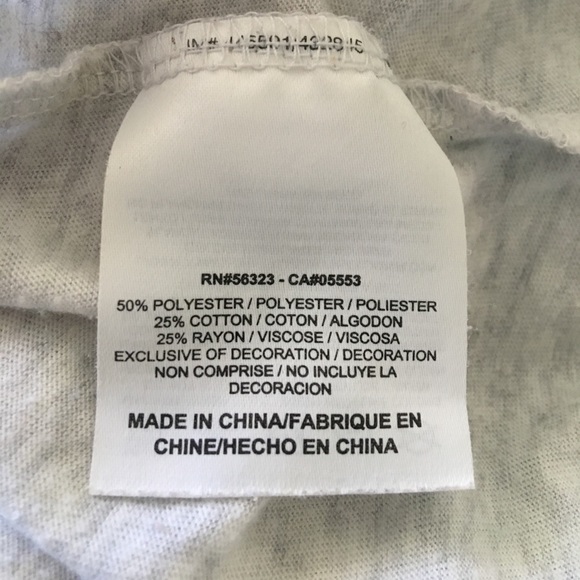 RN#56323 - CA#05553
50% POLYESTER / POLYESTER / POLIESTER
25% COTTON / COTON / ALGODON
25% RAYON / VISCOSE / VISCOSA
EXCLUSIVE OF DECORATION / DECORATION
NON COMPRISE / NO INCLUYE LA
DECORACION
MADE IN CHINA/FABRIQUE EN
CHINE/HECHO EN CHINA